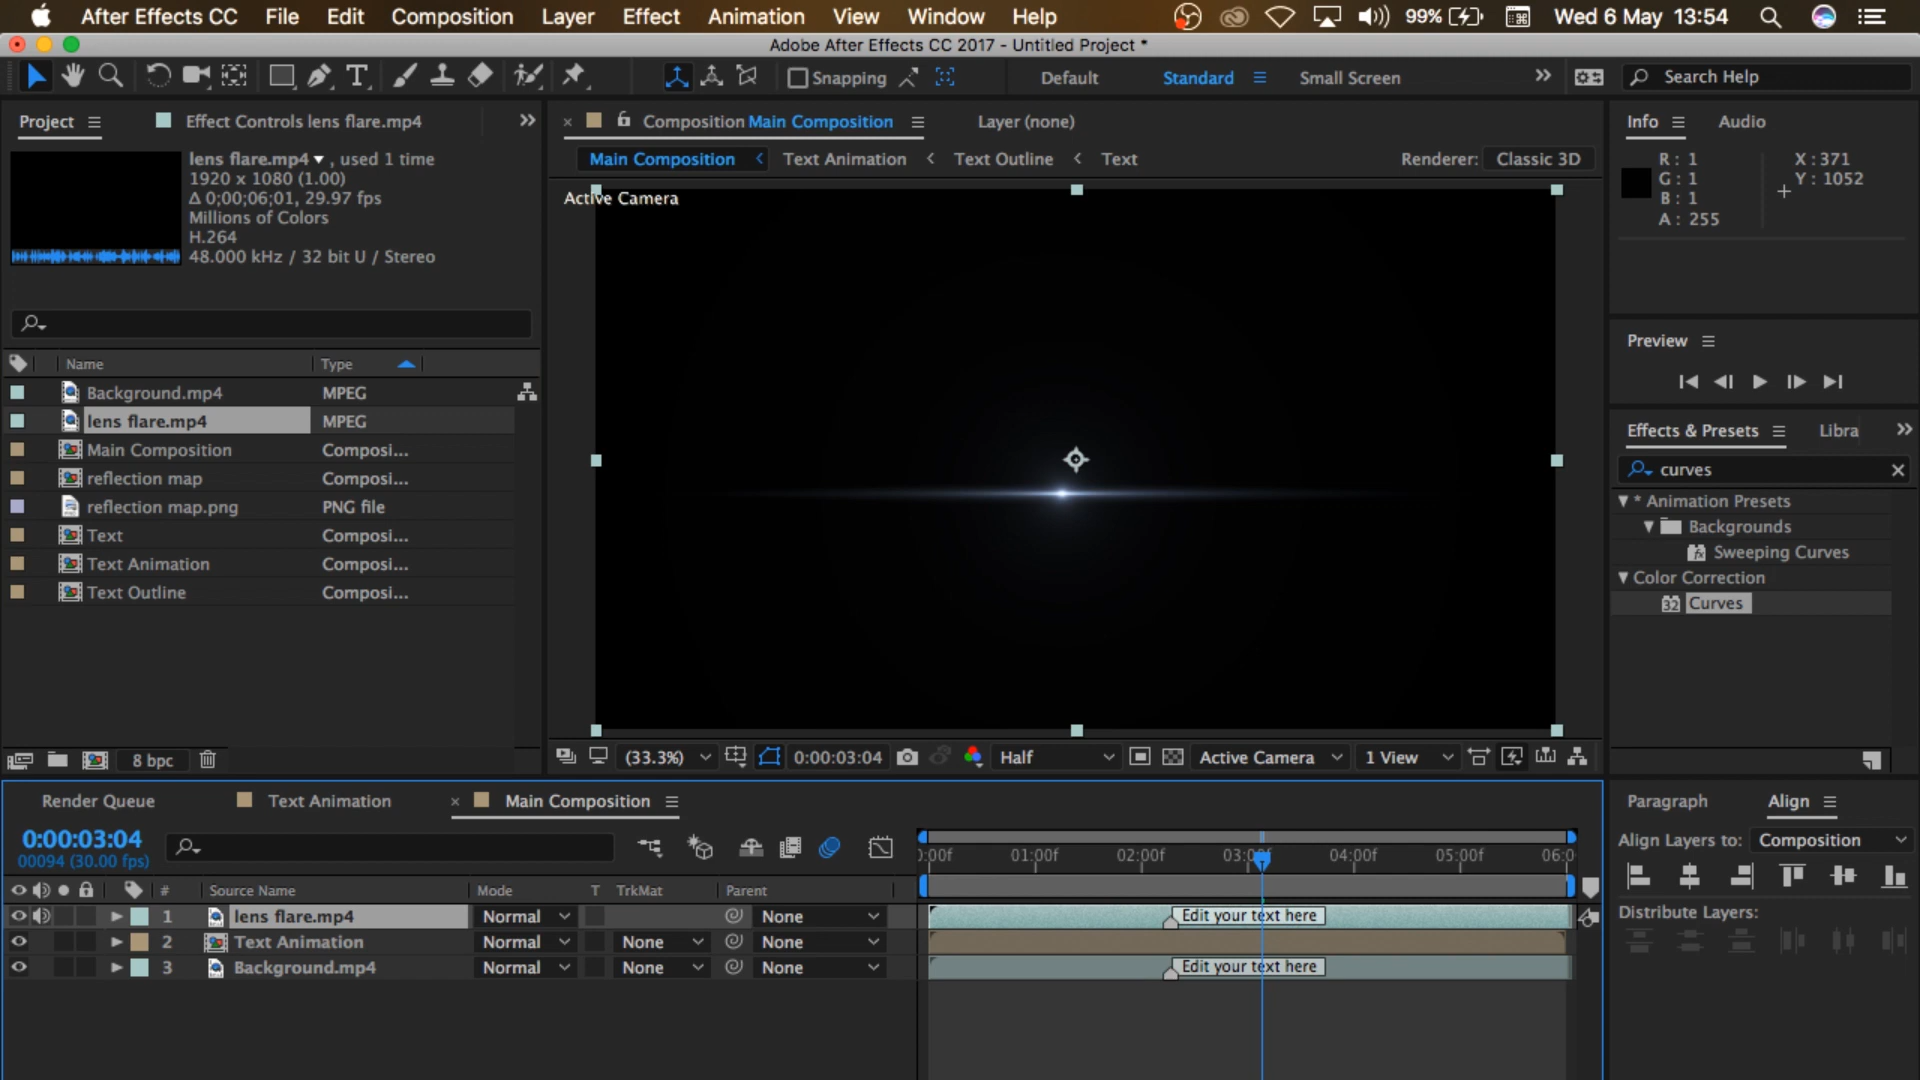 After Effects CC File Edit Composition Layer Effect Animation View Window Help 99% Wed 6 May 13:54
Adobe After Effects CC 2017 - Untitled Project *
Snapping Default Standard Small Screen Search Help
Project Effect Controls lens flare.mp4
lens flare.mp4 , used 1 time
1920 x 1080 (1.00)
Δ 0;00;06;01, 29.97 fps
Millions of Colors
H.264
48.000 kHz / 32 bit U / Stereo
Name Type
Background.mp4 MPEG
lens flare.mp4 MPEG
Main Composition Composi...
reflection map Composi...
reflection map.png PNG file
Text Composi...
Text Animation Composi...
Text Outline Composi...
8 bpc
Composition Main Composition Layer (none)
Main Composition Text Animation Text Outline Text Renderer: Classic 3D
Active Camera
(33.3%) 0:00:03:04 Half Active Camera 1 View
Info Audio
R : 1 X : 371
G : 1 Y : 1052
B : 1
A : 255
Preview
Effects & Presets Libra
curves
* Animation Presets
Backgrounds
Sweeping Curves
Color Correction
32 Curves
Render Queue Text Animation Main Composition
0:00:03:04
00094 (30.00 fps)
# Source Name Mode T TrkMat Parent
1 lens flare.mp4 Normal None
2 Text Animation Normal None None
3 Background.mp4 Normal None None
):00f 01:00f 02:00f 03:00f 04:00f 05:00f 06:0
Edit your text here
Edit your text here
Paragraph Align
Align Layers to: Composition
Distribute Layers: